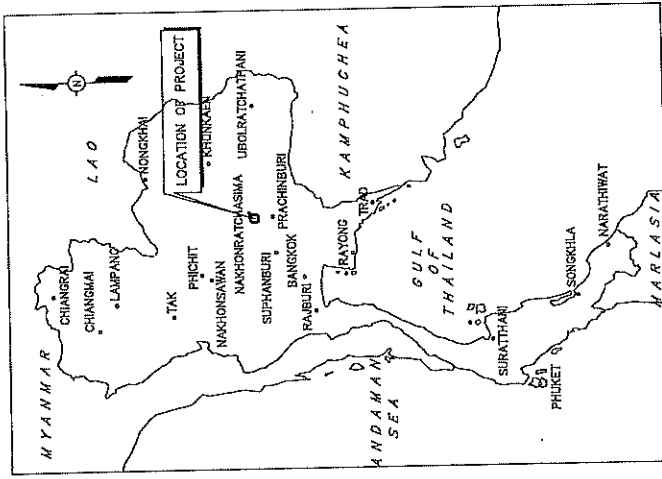 MYANMAR
CHIANGRAI
CHIANGMAI
LAMPANG
LAO
NONGKHAI
N
LOCATION OF PROJECT
TAK
PHICHIT
NAKHONSAWAN
KHONKAEN
NAKHONRATCHASIMA
UBOLRATCHATHANI
SUPHANBURI
PRACHINBURI
BANGKOK
RAJBURI
KAMPHUCHEA
RAYONG
TRAD
GULF
OF
THAILAND
ANDAMAN
SEA
SURATTHANI
PHUKET
SONGKHLA
NARATHIWAT
MARLASIA